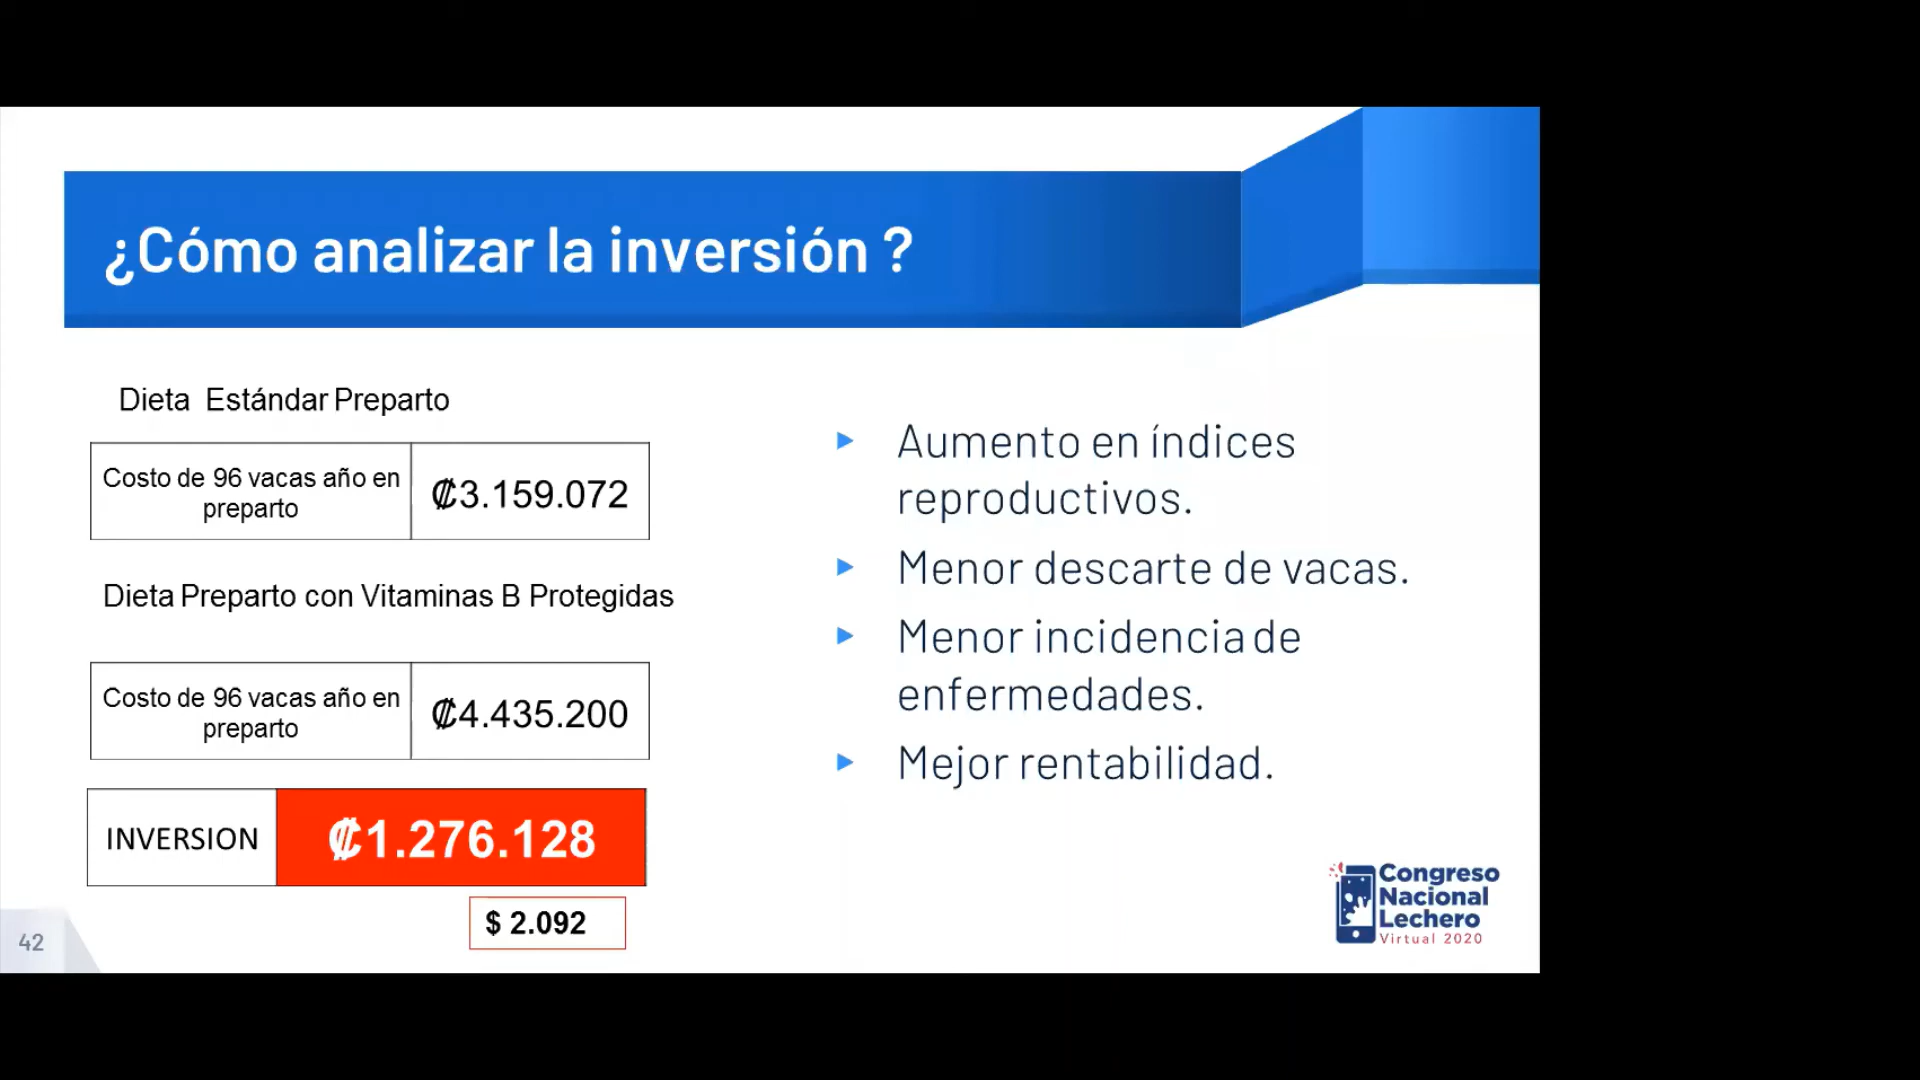 ¿Cómo analizar la inversión ?
Dieta Estándar Preparto
Costo de 96 vacas año en
preparto
₡3.159.072
Dieta Preparto con Vitaminas B Protegidas
Costo de 96 vacas año en
preparto
₡4.435.200
INVERSION
₡1.276.128
$ 2.092
Aumento en índices
reproductivos.
Menor descarte de vacas.
Menor incidencia de
enfermedades.
Mejor rentabilidad.
Congreso
Nacional
Lechero
Virtual 2020
42